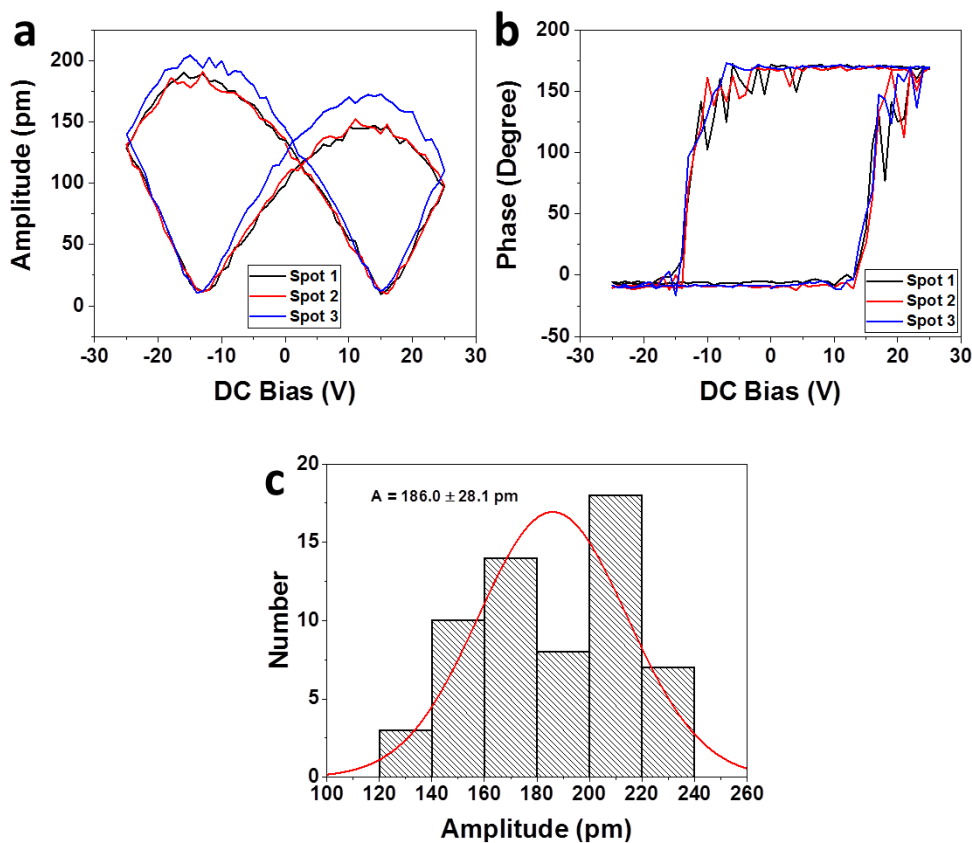 a
200
150
100
50
0
Amplitude (pm)
-30 -20 -10 0 10 20 30
DC Bias (V)
Spot 1
Spot 2
Spot 3
b
200
150
100
50
0
-50
Phase (Degree)
-30 -20 -10 0 10 20 30
DC Bias (V)
Spot 1
Spot 2
Spot 3
c
20
15
10
5
0
Number
A = 186.0 ± 28.1 pm
100 120 140 160 180 200 220 240 260
Amplitude (pm)